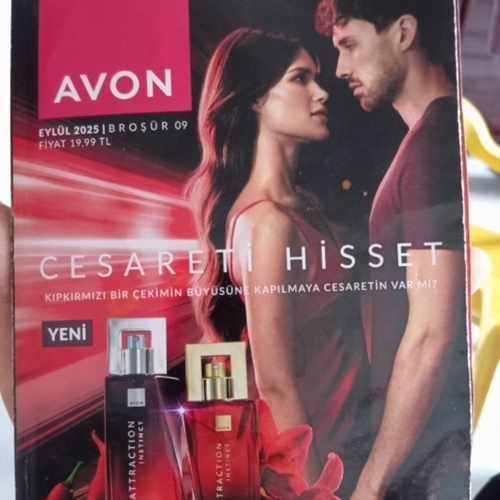 AVON
EYLÜL 2025 | BROŞÜR 09
FİYAT 19,99 TL
CESARETİ HİSSET
KIPKIRMIZI BİR ÇEKİMİN BÜYÜSÜNE KAPILMAYA CESARETİN VAR MI?
YENİ
AVON
ATTRACTION
INSTINCT
AVON
ATTRACTION
INSTINCT